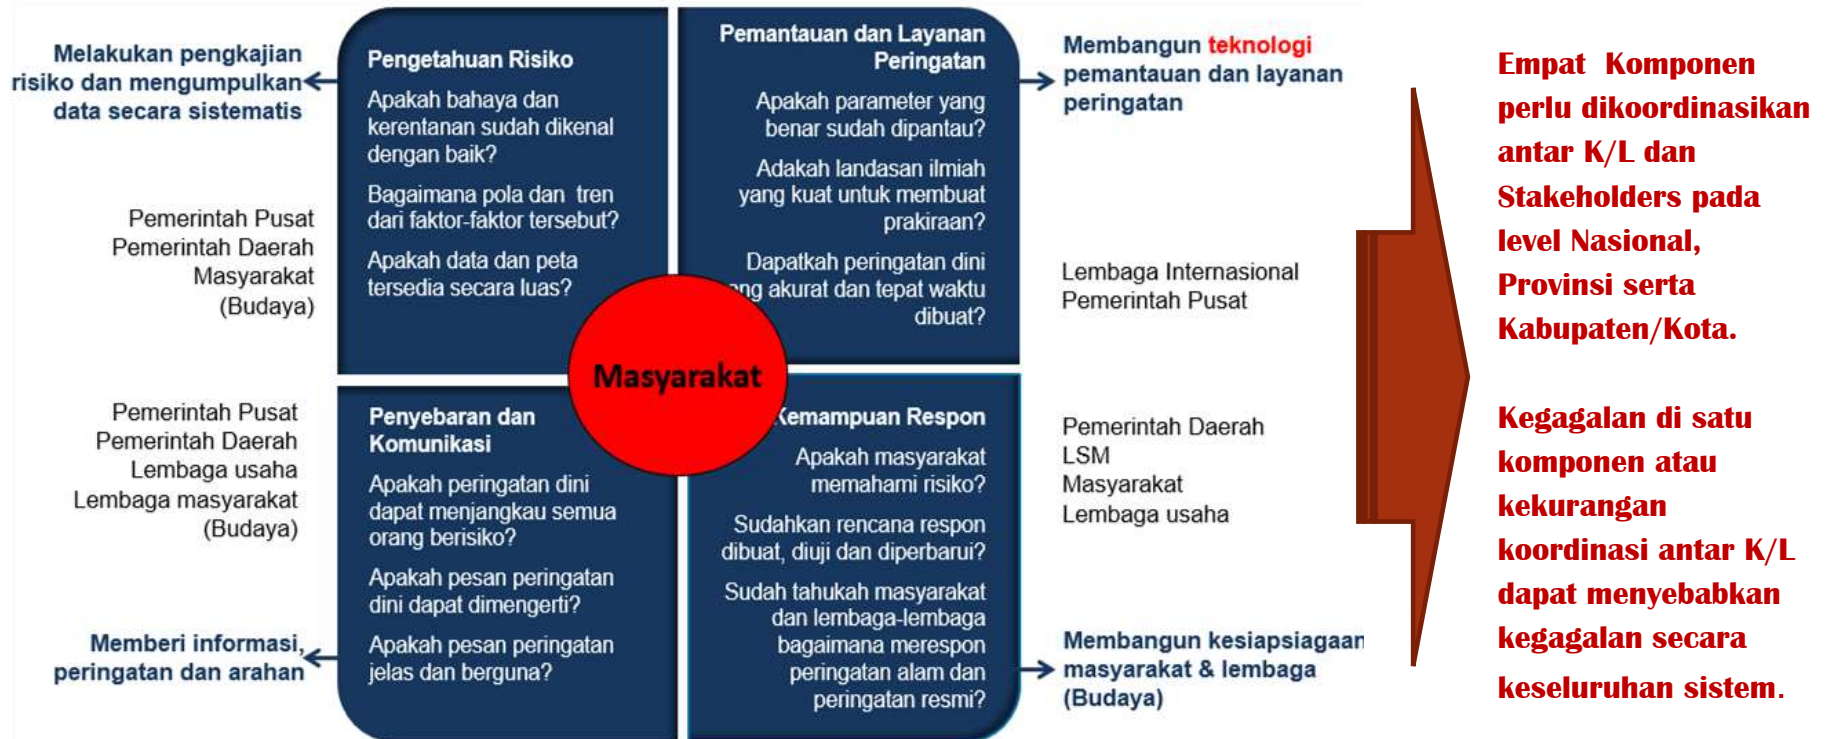 Melakukan pengkajian
risiko dan mengumpulkan
data secara sistematis
Pemerintah Pusat
Pemerintah Daerah
Masyarakat
(Budaya)
Pengetahuan Risiko
Apakah bahaya dan
kerentanan sudah dikenal
dengan baik?
Bagaimana pola dan tren
dari faktor-faktor tersebut?
Apakah data dan peta
tersedia secara luas?
Pemantauan dan Layanan
Peringatan
Apakah parameter yang
benar sudah dipantau?
Adakah landasan ilmiah
yang kuat untuk membuat
prakiraan?
Dapatkah peringatan dini
ang akurat dan tepat waktu
dibuat?
Membangun teknologi
pemantauan dan layanan
peringatan
Lembaga Internasional
Pemerintah Pusat
Masyarakat
Pemerintah Pusat
Pemerintah Daerah
Lembaga usaha
Lembaga masyarakat
(Budaya)
Memberi informasi,
peringatan dan arahan
Penyebaran dan
Komunikasi
Apakah peringatan dini
dapat menjangkau semua
orang berisiko?
Apakah pesan peringatan
dini dapat dimengerti?
Apakah pesan peringatan
jelas dan berguna?
Kemampuan Respon
Apakah masyarakat
memahami risiko?
Sudahkan rencana respon
dibuat, diuji dan diperbarui?
Sudah tahukah masyarakat
dan lembaga-lembaga
bagaimana merespon
peringatan alam dan
peringatan resmi?
Pemerintah Daerah
LSM
Masyarakat
Lembaga usaha
Membangun kesiapsiagaan
masyarakat & lembaga
(Budaya)
Empat Komponen
perlu dikoordinasikan
antar K/L dan
Stakeholders pada
level Nasional,
Provinsi serta
Kabupaten/Kota.
Kegagalan di satu
komponen atau
kekurangan
koordinasi antar K/L
dapat menyebabkan
kegagalan secara
keseluruhan sistem.